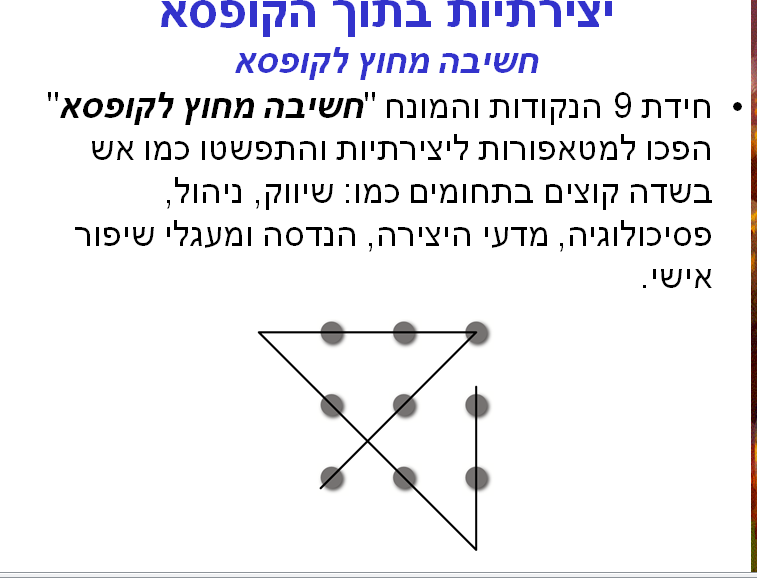 יצירתיות בתוך הקופסא
חשיבה מחוץ לקופסא
• חידת 9 הנקודות והמונח "חשיבה מחוץ לקופסא"
הפכו למטאפורות ליצירתיות והתפשטו כמו אש
בשדה קוצים בתחומים כמו: שיווק, ניהול,
פסיכולוגיה, מדעי היצירה, הנדסה ומעגלי שיפור
אישי.